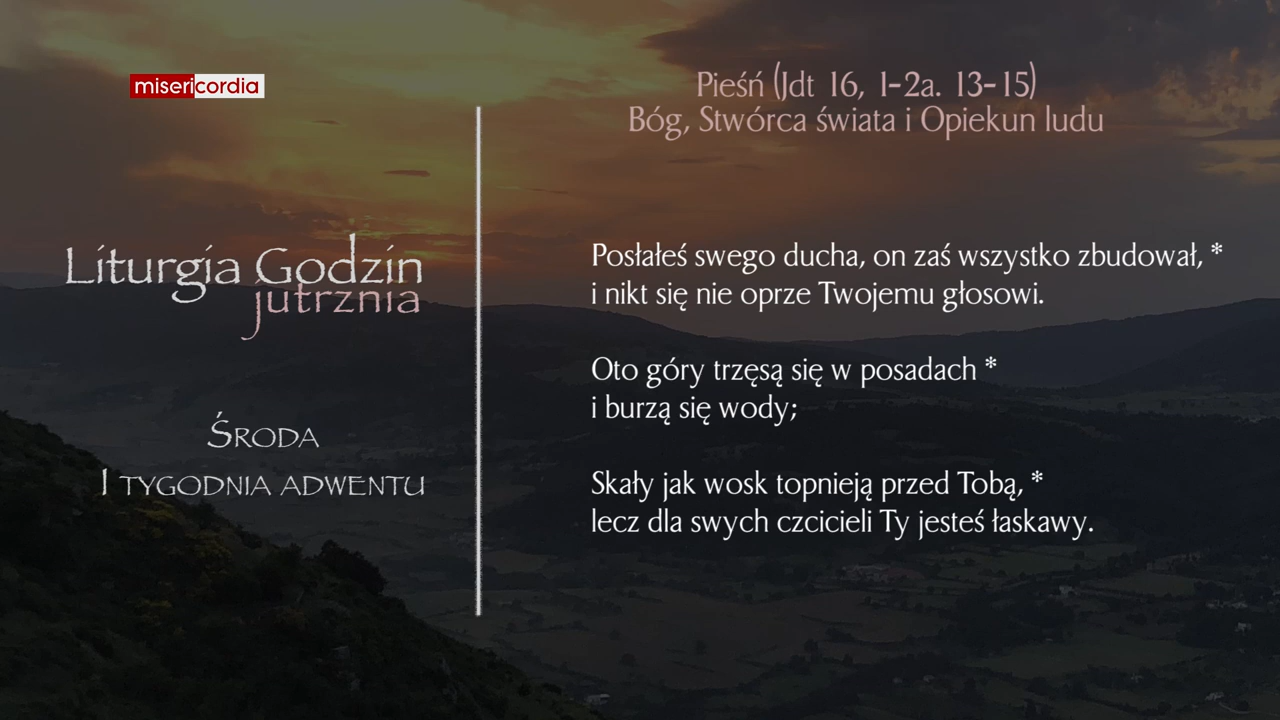 misericordia
Liturgia Godzin
jutrznia
Środa
I tygodnia adwentu
Pieśń (Jdt 16, 1-2a. 13-15)
Bóg, Stwórca świata i Opiekun ludu
Posłałeś swego ducha, on zaś wszystko zbudował, *
i nikt się nie oprze Twojemu głosowi.
Oto góry trzęsą się w posadach *
i burzą się wody;
Skały jak wosk topnieją przed Tobą, *
lecz dla swych czcicieli Ty jesteś łaskawy.